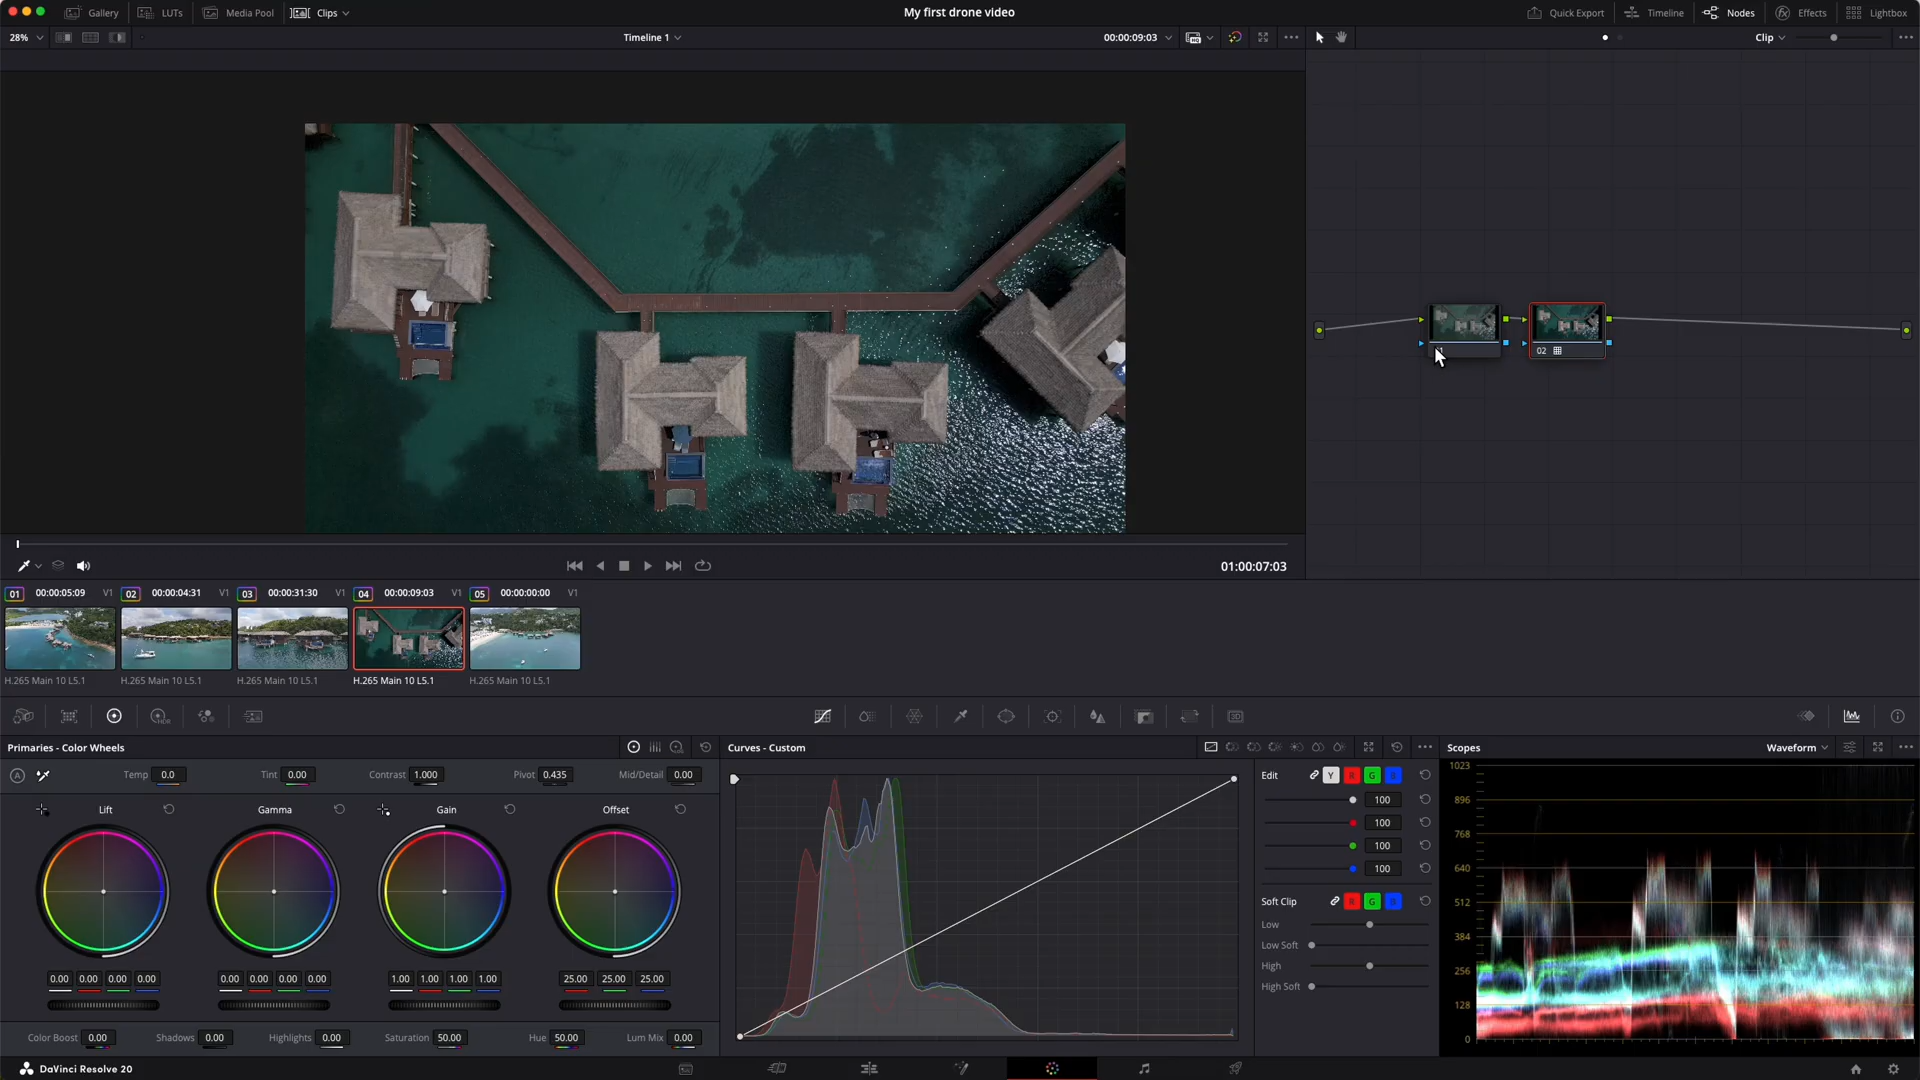 Gallery LUTs Media Pool Clips My first drone video Quick Export Timeline Nodes Effects Lightbox
28% Timeline 1 00:00:09:03 Clip
02
01:00:07:03
01 00:00:05:09 V1 02 00:00:04:31 V1 03 00:00:31:30 V1 04 00:00:09:03 V1 05 00:00:00:00 V1
H.265 Main 10 L5.1 H.265 Main 10 L5.1 H.265 Main 10 L5.1 H.265 Main 10 L5.1 H.265 Main 10 L5.1
HDR 3D
Primaries - Color Wheels Curves - Custom Scopes Waveform
A Temp 0.0 Tint 0.00 Contrast 1.000 Pivot 0.435 Mid/Detail 0.00
Lift Gamma Gain Offset
0.00 0.00 0.00 0.00 0.00 0.00 0.00 0.00 1.00 1.00 1.00 1.00 25.00 25.00 25.00
Color Boost 0.00 Shadows 0.00 Highlights 0.00 Saturation 50.00 Hue 50.00 Lum Mix 0.00
Edit Y R G B
100
100
100
100
Soft Clip R G B
Low
Low Soft
High
High Soft
1023
896
768
640
512
384
256
128
0
DaVinci Resolve 20